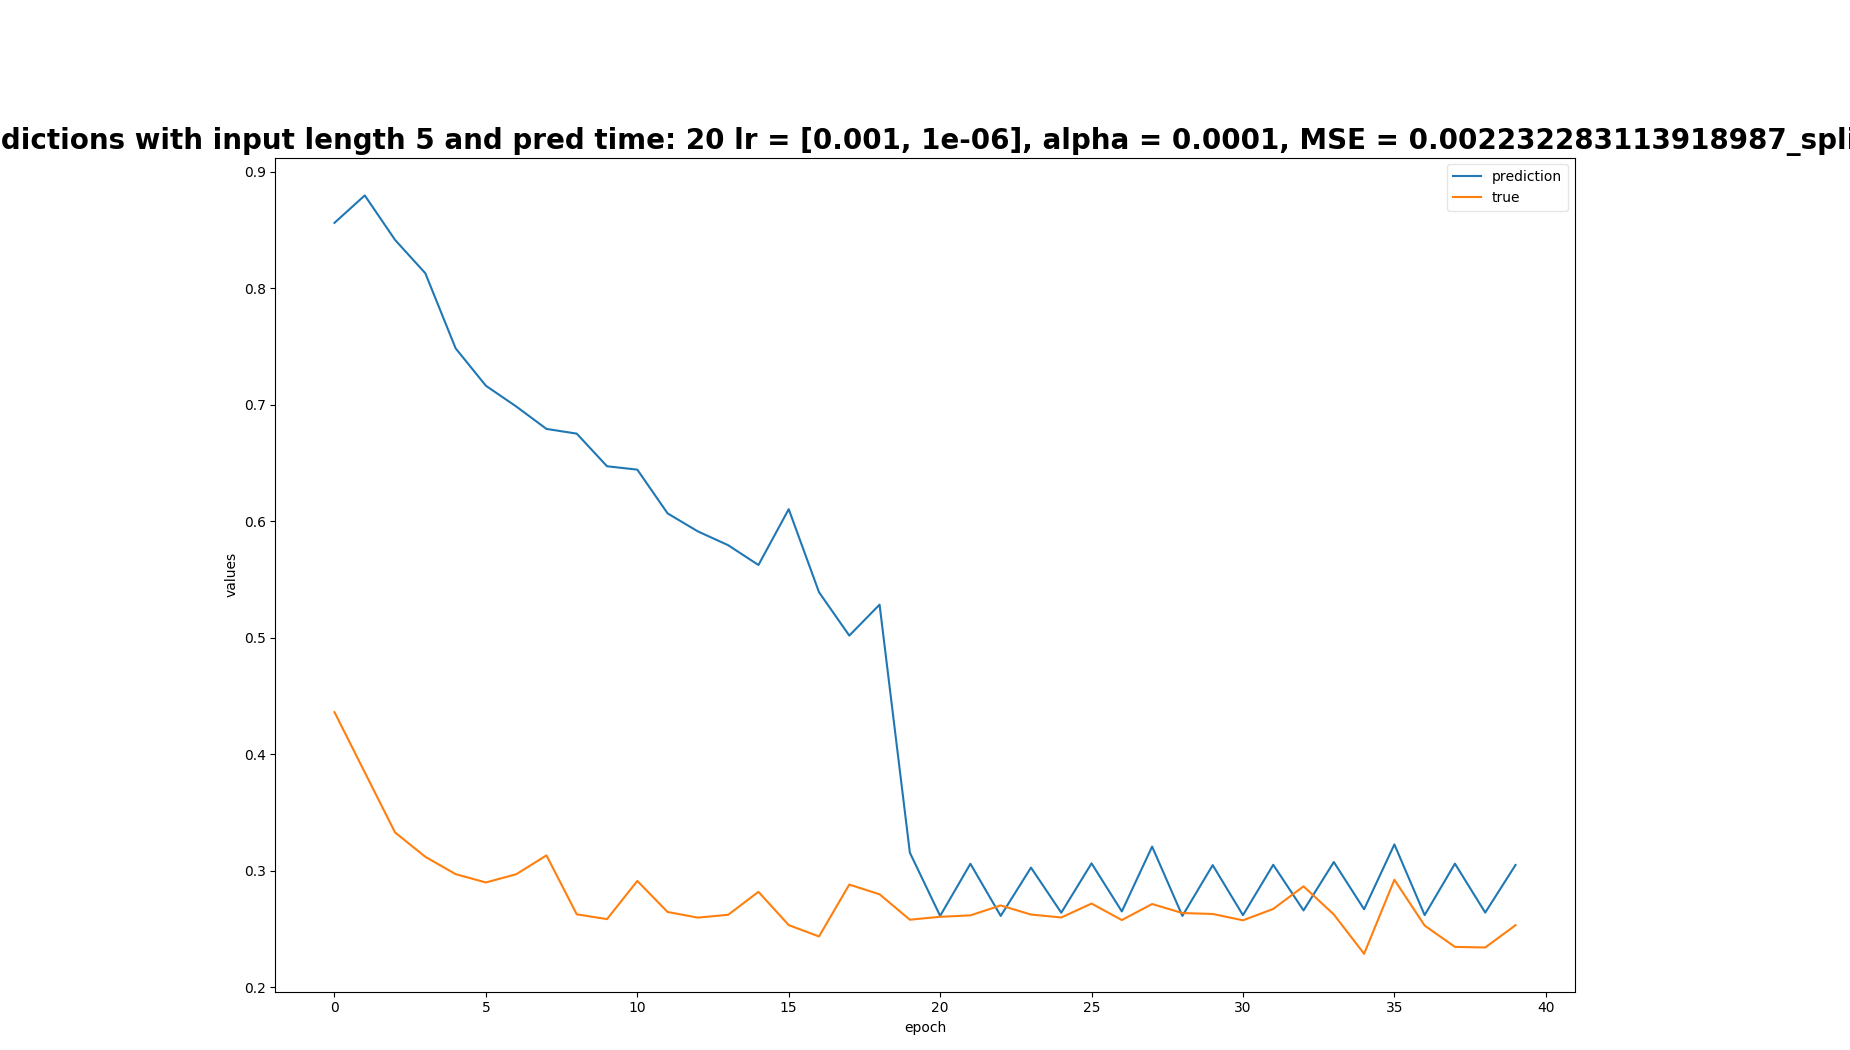 dictions with input length 5 and pred time: 20 lr = [0.001, 1e-06], alpha = 0.0001, MSE = 0.002232283113918987_spli
prediction
true
0.9
0.8
0.7
0.6
0.5
0.4
0.3
0.2
values
0 5 10 15 20 25 30 35 40
epoch